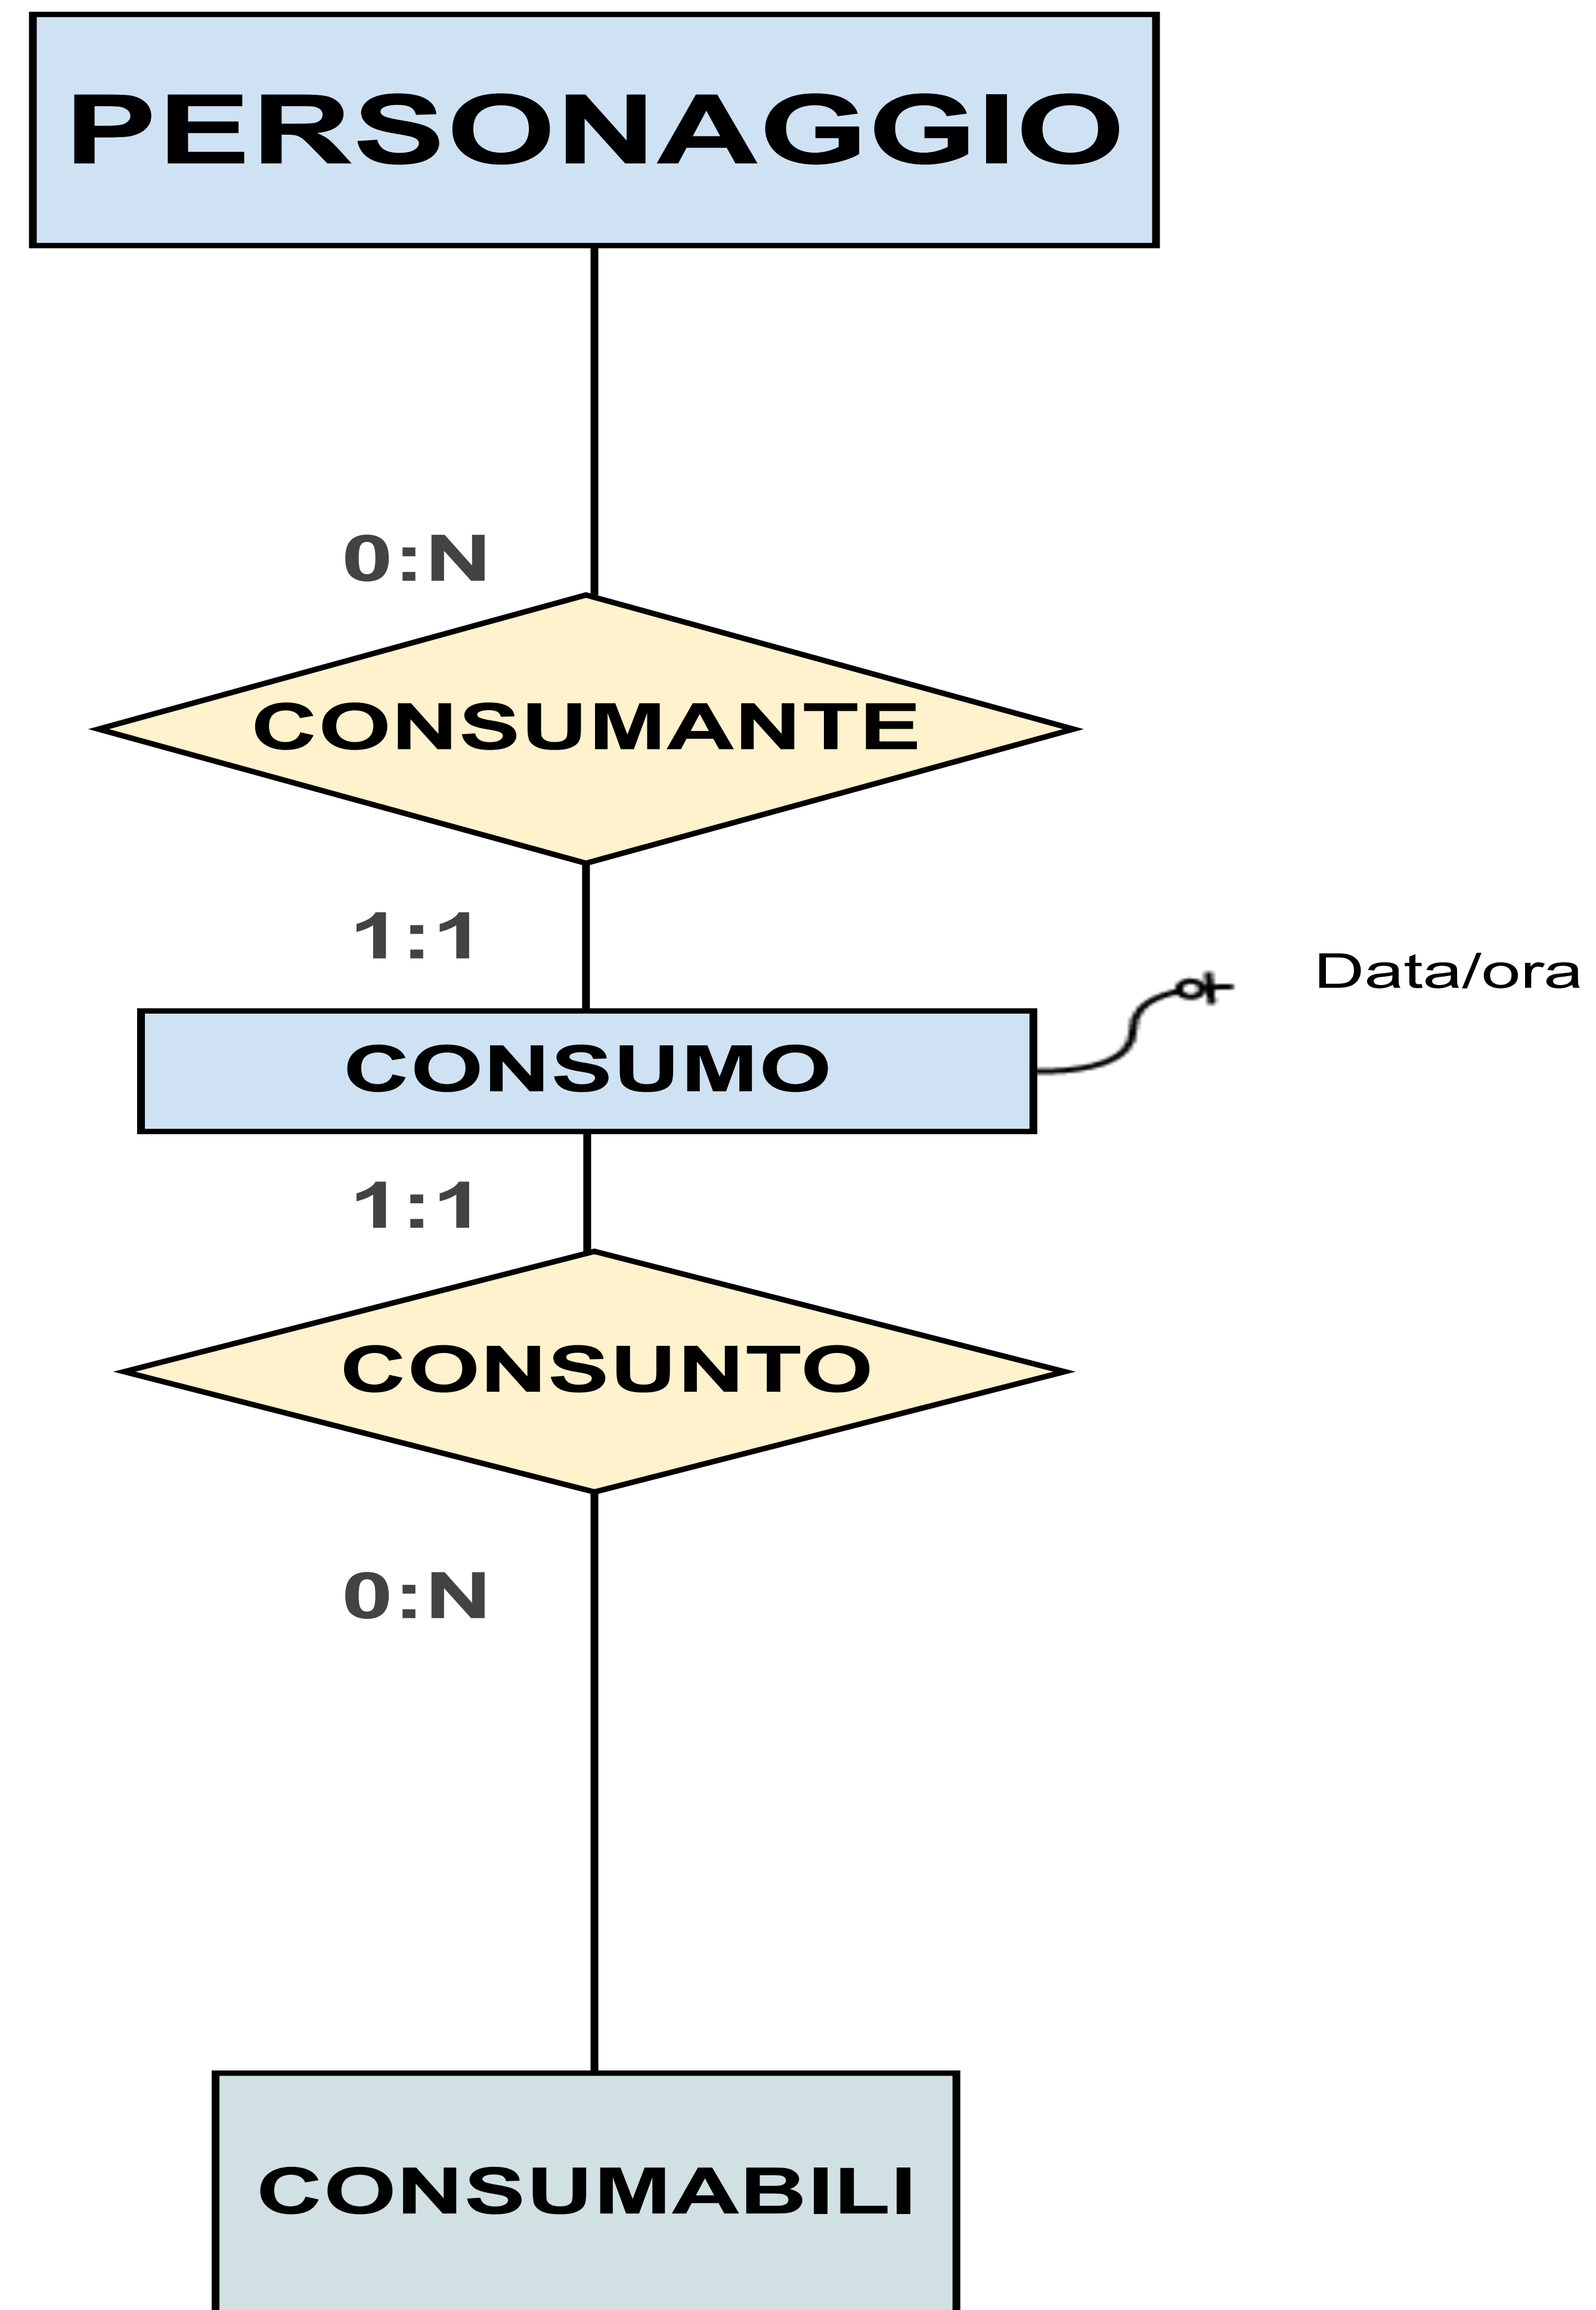 PERSONAGGIO
0:N
CONSUMANTE
1:1
Data/ora
CONSUMO
1:1
CONSUNTO
0:N
CONSUMABILI